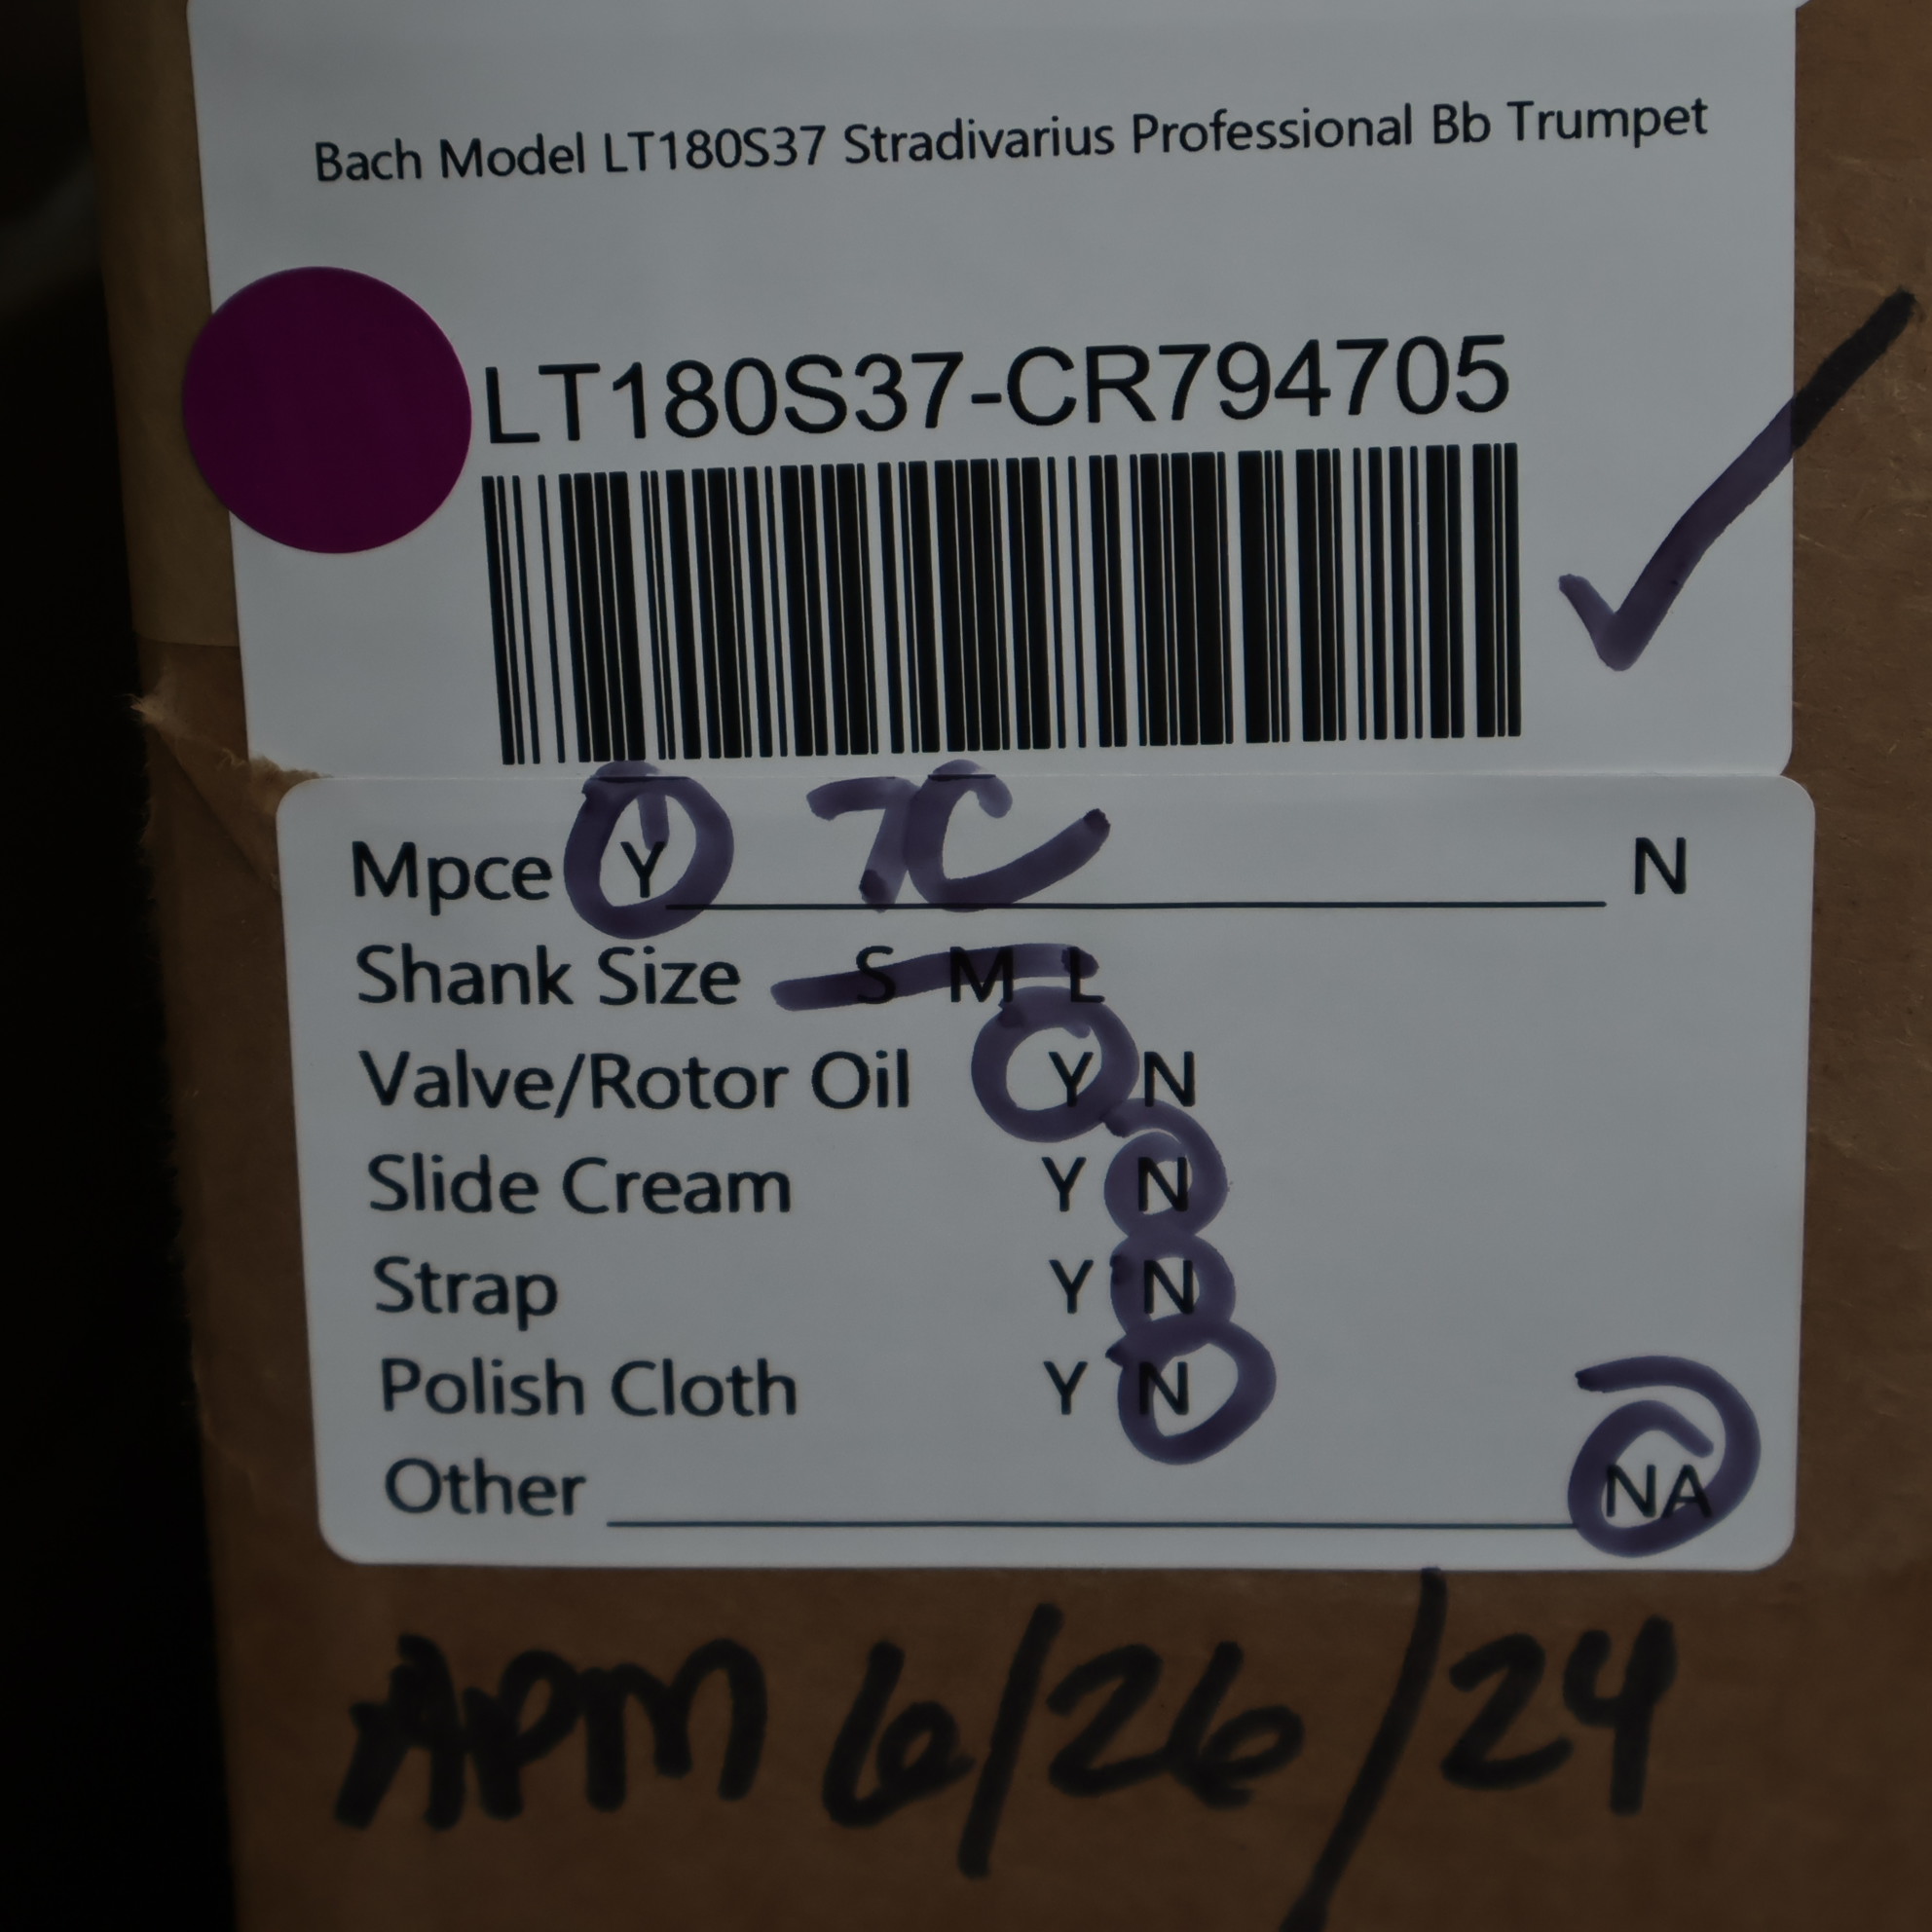 Bach Model LT180S37 Stradivarius Professional Bb Trumpet
LT180S37-CR794705
Mpce Y 7C N
Shank Size S M L
Valve/Rotor Oil Y N
Slide Cream Y N
Strap Y N
Polish Cloth Y N
Other NA
APM 6/26/24